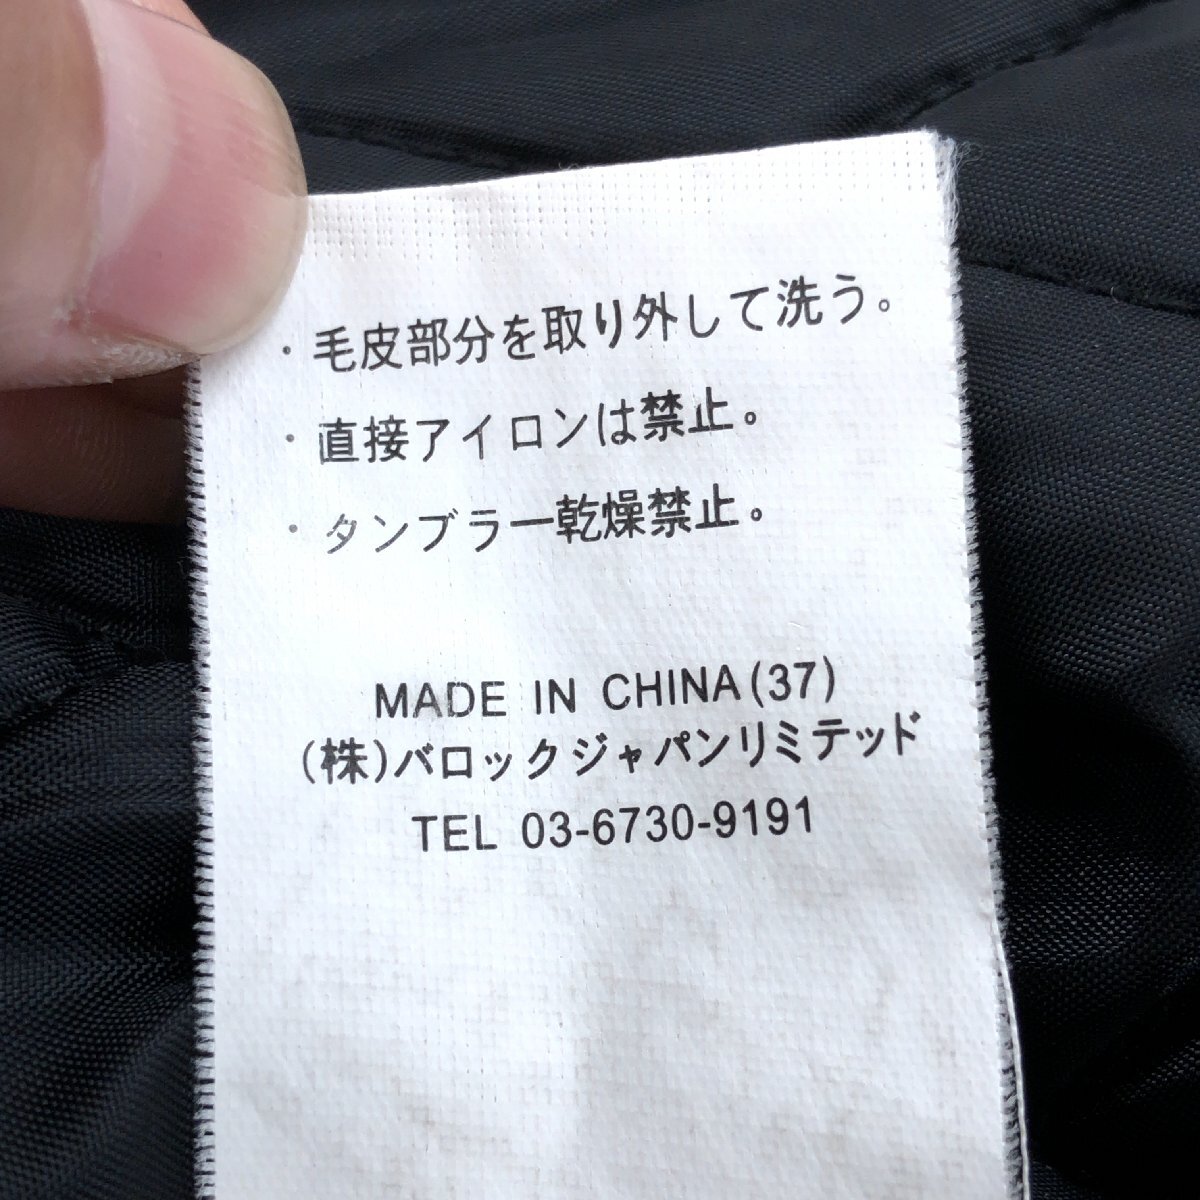 ・毛皮部分を取り外して洗う。
・直接アイロンは禁止。
・タンブラー乾燥禁止。
MADE IN CHINA(37)
(株)バロックジャパンリミテッド
TEL 03-6730-9191